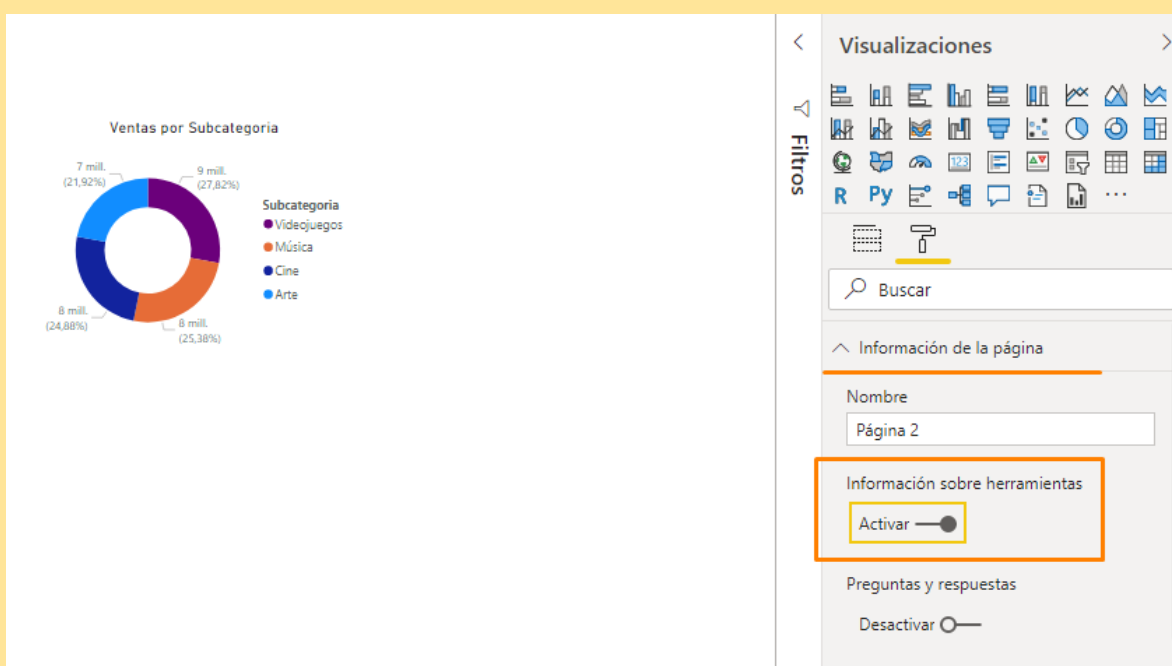 Ventas por Subcategoria
7 mill.
(21,92%)
9 mill.
(27,82%)
8 mill.
(24,88%)
8 mill.
(25,38%)
Subcategoria
Videojuegos
Música
Cine
Arte
Filtros
Visualizaciones
123
R Py
Buscar
Información de la página
Nombre
Página 2
Información sobre herramientas
Activar
Preguntas y respuestas
Desactivar